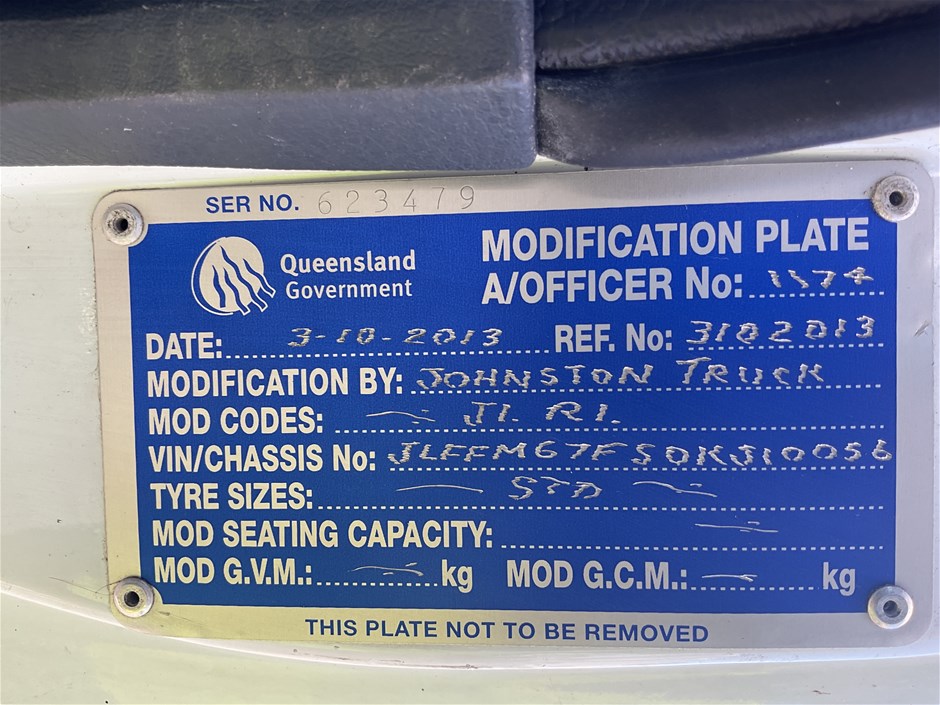 SER NO. 623479
Queensland
Government
MODIFICATION PLATE
A/OFFICER No: 1574
DATE: 3-10-2013 REF. No: 3102013
MODIFICATION BY: JOHNSTON TRUCK
MOD CODES: J1. R1.
VIN/CHASSIS No: JLFFM67FS0KJ10056
TYRE SIZES: STD
MOD SEATING CAPACITY:
MOD G.V.M.: kg MOD G.C.M.: kg
THIS PLATE NOT TO BE REMOVED